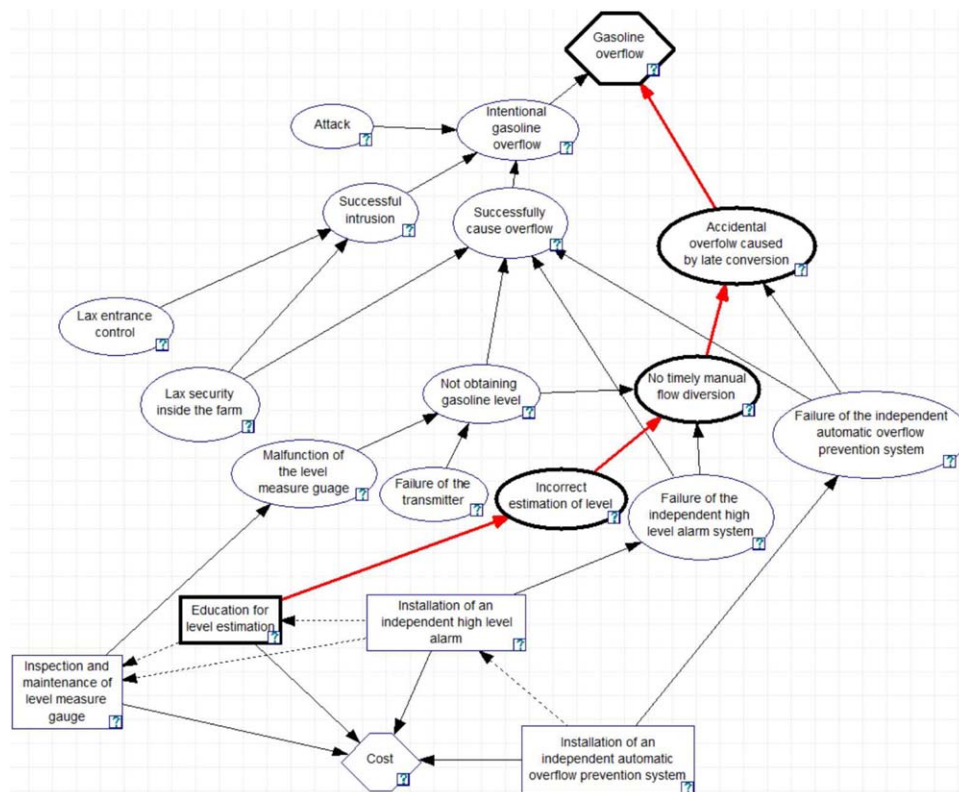 Gasoline
overflow
Attack
Intentional
gasoline
overflow
Successful
intrusion
Successfully
cause overflow
Accidental
overfolw caused
by late conversion
Lax entrance
control
Lax security
inside the farm
Not obtaining
gasoline level
No timely manual
flow diversion
Failure of the independent
automatic overflow
prevention system
Malfunction of
the level
measure guage
Failure of the
transmitter
Incorrect
estimation of level
Failure of the
independent high
level alarm system
Education for
level estimation
Installation of an
independent high level
alarm
Inspection and
maintenance of
level measure
gauge
Cost
Installation of an
independent automatic
overflow prevention system